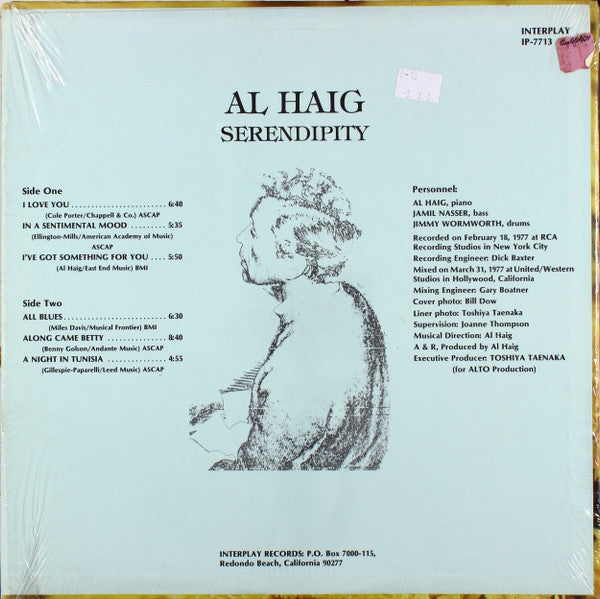 INTERPLAY
IP-7713
AL HAIG
SERENDIPITY
Side One
I LOVE YOU ........................ 6:40
(Cole Porter/Chappell & Co.) ASCAP
IN A SENTIMENTAL MOOD ......... 5:35
(Ellington-Mills/American Academy of Music)
ASCAP
I'VE GOT SOMETHING FOR YOU .... 5:50
(Al Haig/East End Music) BMI
Side Two
ALL BLUES ......................... 6:30
(Miles Davis/Musical Frontier) BMI
ALONG CAME BETTY ............... 8:40
(Benny Golson/Andante Music) ASCAP
A NIGHT IN TUNISIA ............... 4:55
(Gillespie-Paparelli/Leed Music) ASCAP
Personnel:
AL HAIG, piano
JAMIL NASSER, bass
JIMMY WORMWORTH, drums
Recorded on February 18, 1977 at RCA
Recording Studios in New York City
Recording Engineer: Dick Baxter
Mixed on March 31, 1977 at United/Western
Studios in Hollywood, California
Mixing Engineer: Gary Boatner
Cover photo: Bill Dow
Liner photo: Toshiya Taenaka
Supervision: Joanne Thompson
Musical Direction: Al Haig
A & R, Produced by Al Haig
Executive Producer: TOSHIYA TAENAKA
(for ALTO Production)
INTERPLAY RECORDS: P.O. Box 7000-115,
Redondo Beach, California 90277